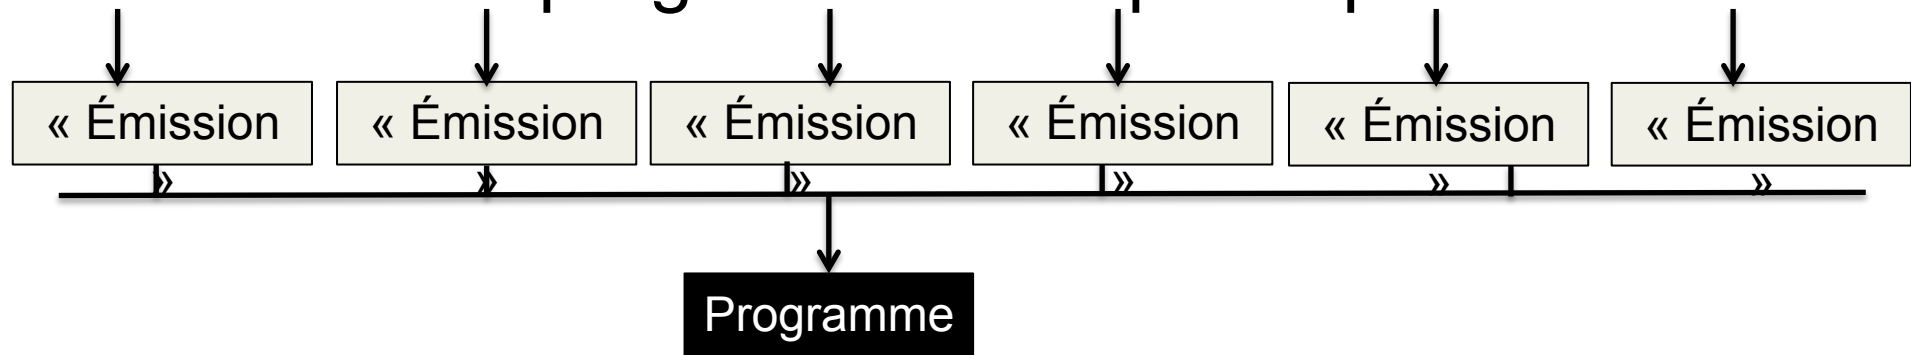 « Émission « Émission « Émission « Émission « Émission « Émission
» » » » » »
Programme